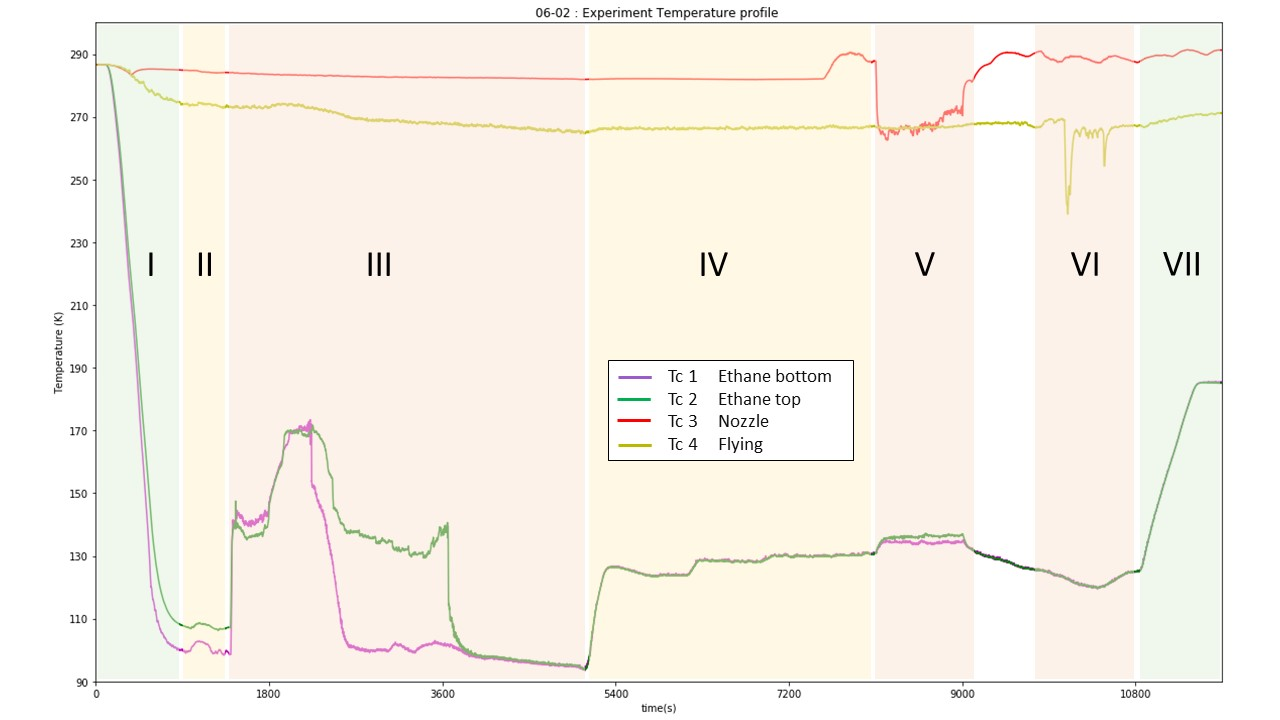 06-02 : Experiment Temperature profile
Temperature (K)
290
270
250
230
210
190
170
150
130
110
90
I II III IV V VI VII
Tc 1 Ethane bottom
Tc 2 Ethane top
Tc 3 Nozzle
Tc 4 Flying
0 1800 3600 5400 7200 9000 10800
time(s)